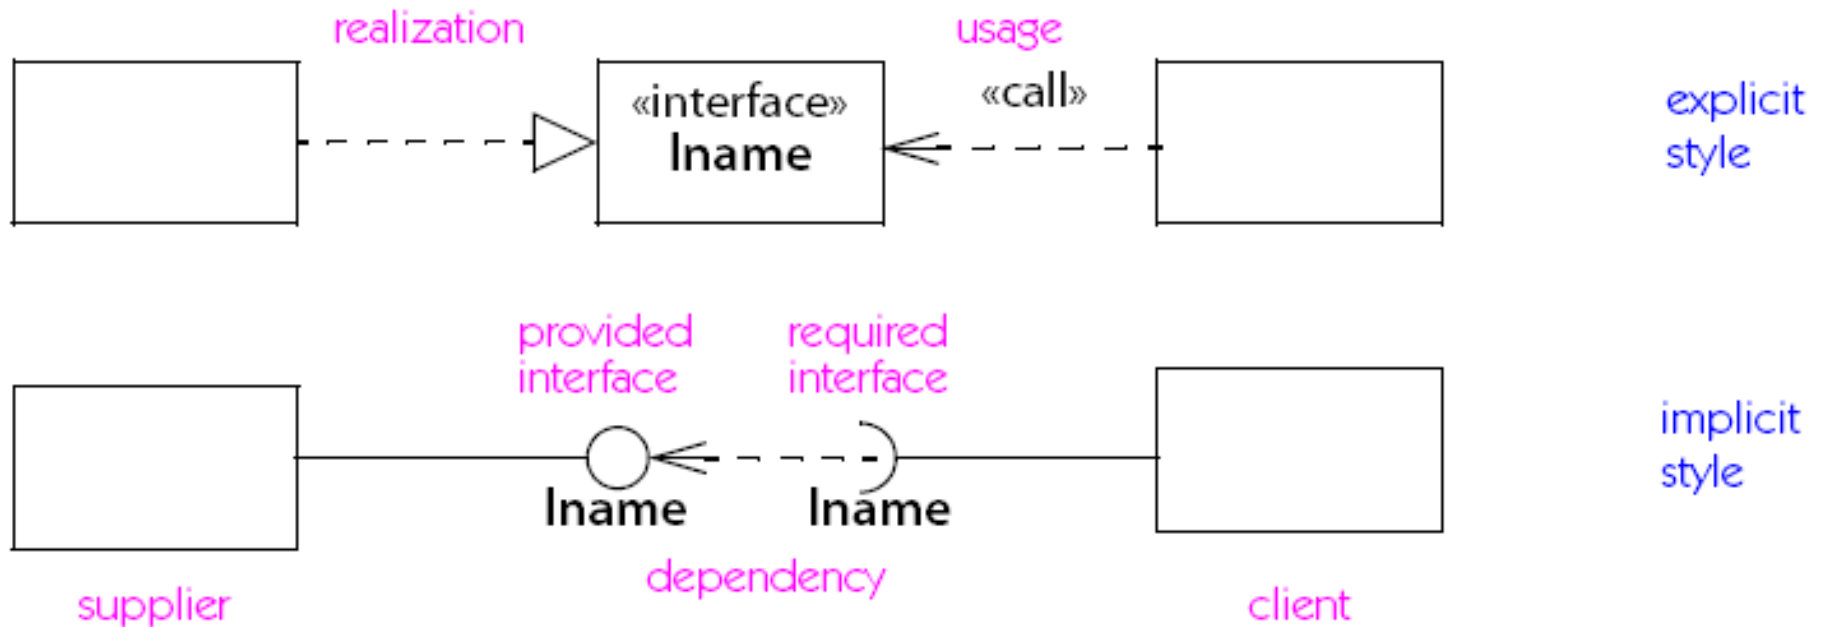 realization
usage
«interface»
Iname
«call»
explicit
style
provided
interface
required
interface
Iname
Iname
implicit
style
dependency
supplier
client